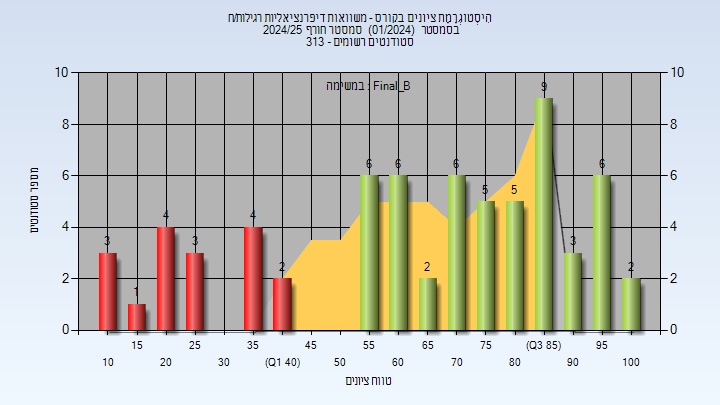 היסטוגרמת ציונים בקורס - משוואות דיפרנציאליות רגילות/ח
בסמסטר (01/2024) סמסטר חורף 2024/25
סטודנטים רשומים - 313
במשימה : Final_B
מספר סטודנטים
10 10
8 8
6 6
4 4
2 2
0 0
3 1 4 3 4 2 6 6 2 6 5 5 9 3 6 2
15 25 35 45 55 65 75 (Q3 85) 95
10 20 30 (Q1 40) 50 60 70 80 90 100
טווח ציונים